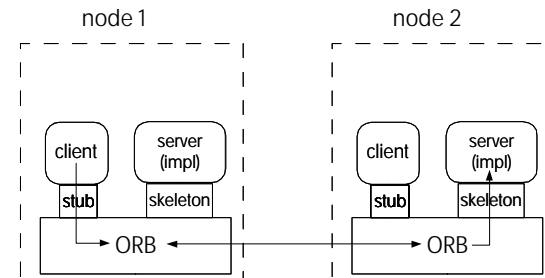 node 1
node 2
client
server
(impl)
client
server
(impl)
stub
skeleton
stub
skeleton
ORB
ORB